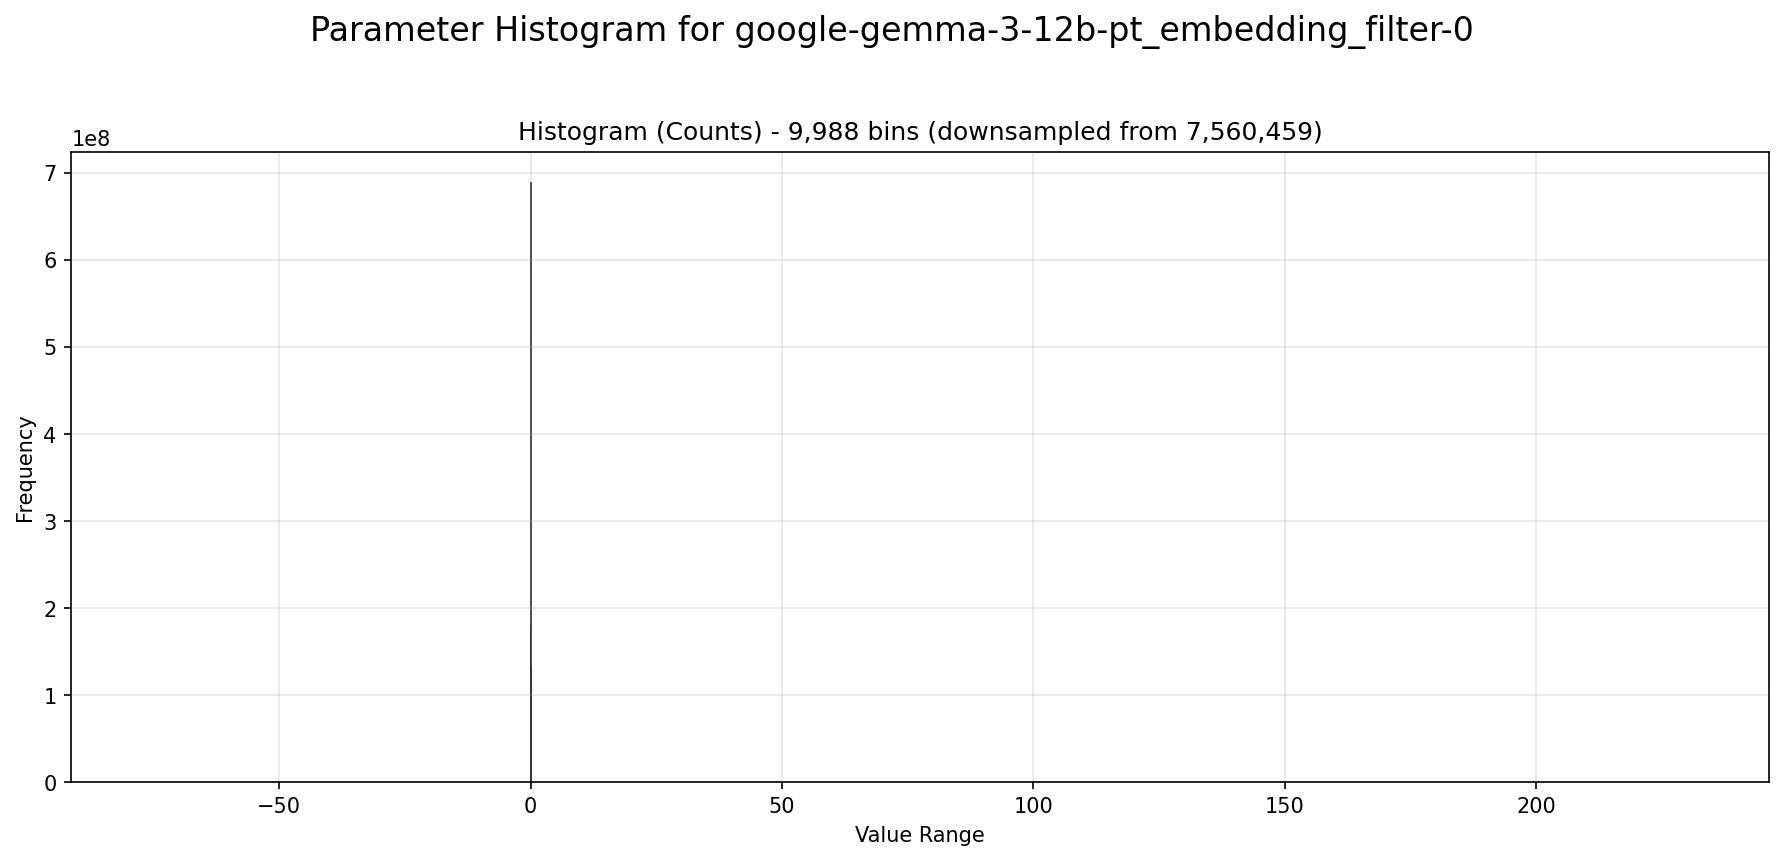 Parameter Histogram for google-gemma-3-12b-pt_embedding_filter-0
Histogram (Counts) - 9,988 bins (downsampled from 7,560,459)
1e8
7
6
5
4
3
2
1
0
Frequency
−50
0
50
100
150
200
Value Range